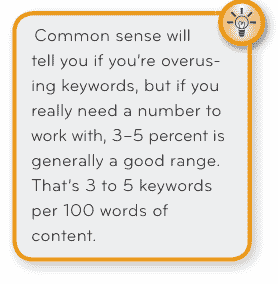 Common sense will
tell you if you're overus-
ing keywords, but if you
really need a number to
work with, 3–5 percent is
generally a good range.
That's 3 to 5 keywords
per 100 words of
content.